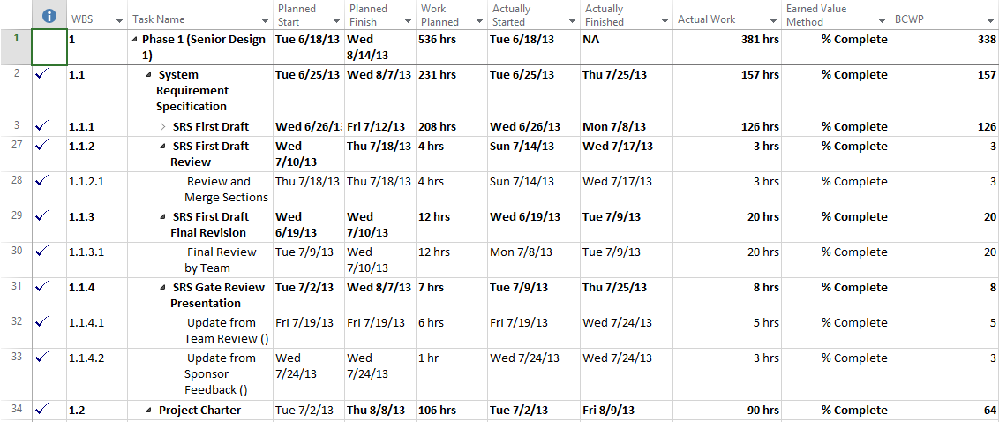 WBS Task Name Planned Start Planned Finish Work Planned Actually Started Actually Finished Actual Work Earned Value Method BCWP
1 1 Phase 1 (Senior Design 1) Tue 6/18/13 Wed 8/14/13 536 hrs Tue 6/18/13 NA 381 hrs % Complete 338
2 1.1 System Requirement Specification Tue 6/25/13 Wed 8/7/13 231 hrs Tue 6/25/13 Thu 7/25/13 157 hrs % Complete 157
3 1.1.1 SRS First Draft Wed 6/26/13 Fri 7/12/13 208 hrs Wed 6/26/13 Mon 7/8/13 126 hrs % Complete 126
27 1.1.2 SRS First Draft Review Wed 7/10/13 Thu 7/18/13 4 hrs Sun 7/14/13 Wed 7/17/13 3 hrs % Complete 3
28 1.1.2.1 Review and Merge Sections Thu 7/18/13 Thu 7/18/13 4 hrs Sun 7/14/13 Wed 7/17/13 3 hrs % Complete 3
29 1.1.3 SRS First Draft Final Revision Wed 6/19/13 Wed 7/10/13 12 hrs Wed 6/19/13 Tue 7/9/13 20 hrs % Complete 20
30 1.1.3.1 Final Review by Team Tue 7/9/13 Wed 7/10/13 12 hrs Mon 7/8/13 Tue 7/9/13 20 hrs % Complete 20
31 1.1.4 SRS Gate Review Presentation Tue 7/2/13 Wed 8/7/13 7 hrs Tue 7/9/13 Thu 7/25/13 8 hrs % Complete 8
32 1.1.4.1 Update from Team Review () Fri 7/19/13 Fri 7/19/13 6 hrs Fri 7/19/13 Wed 7/24/13 5 hrs % Complete 5
33 1.1.4.2 Update from Sponsor Feedback () Wed 7/24/13 Wed 7/24/13 1 hr Wed 7/24/13 Wed 7/24/13 3 hrs % Complete 3
34 1.2 Project Charter Tue 7/2/13 Thu 8/8/13 106 hrs Tue 7/2/13 Fri 8/9/13 90 hrs % Complete 64